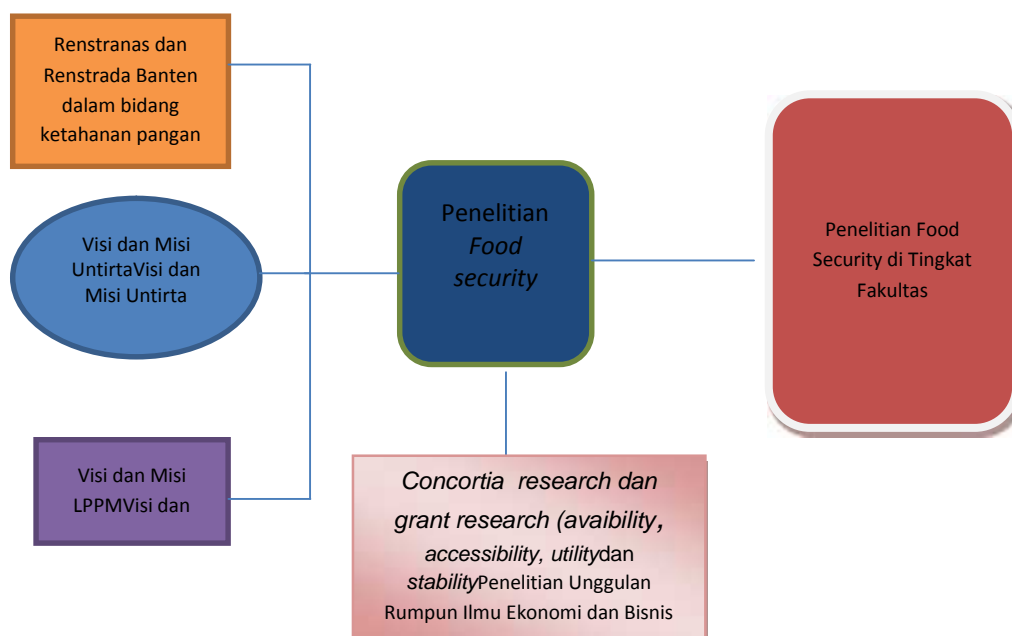 Renstranas dan
Renstrada Banten
dalam bidang
ketahanan pangan
Visi dan Misi
UntirtaVisi dan
Misi Untirta
Visi dan Misi
LPPMVisi dan
Penelitian
Food
security
Concortia research dan
grant research (avaibility,
accessibility, utilitydan
stabilityPenelitian Unggulan
Rumpun Ilmu Ekonomi dan Bisnis
Penelitian Food
Security di Tingkat
Fakultas